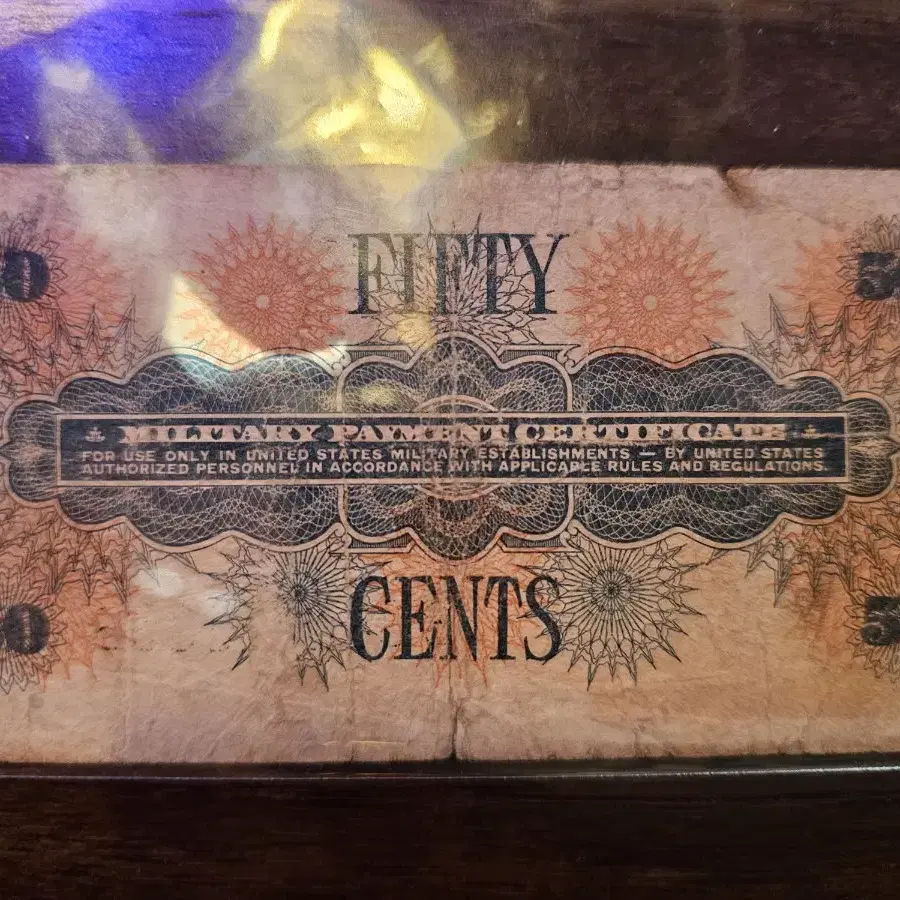 FIFTY
MILITARY PAYMENT CERTIFICATE
FOR USE ONLY IN UNITED STATES MILITARY ESTABLISHMENTS — BY UNITED STATES
AUTHORIZED PERSONNEL IN ACCORDANCE WITH APPLICABLE RULES AND REGULATIONS.
CENTS